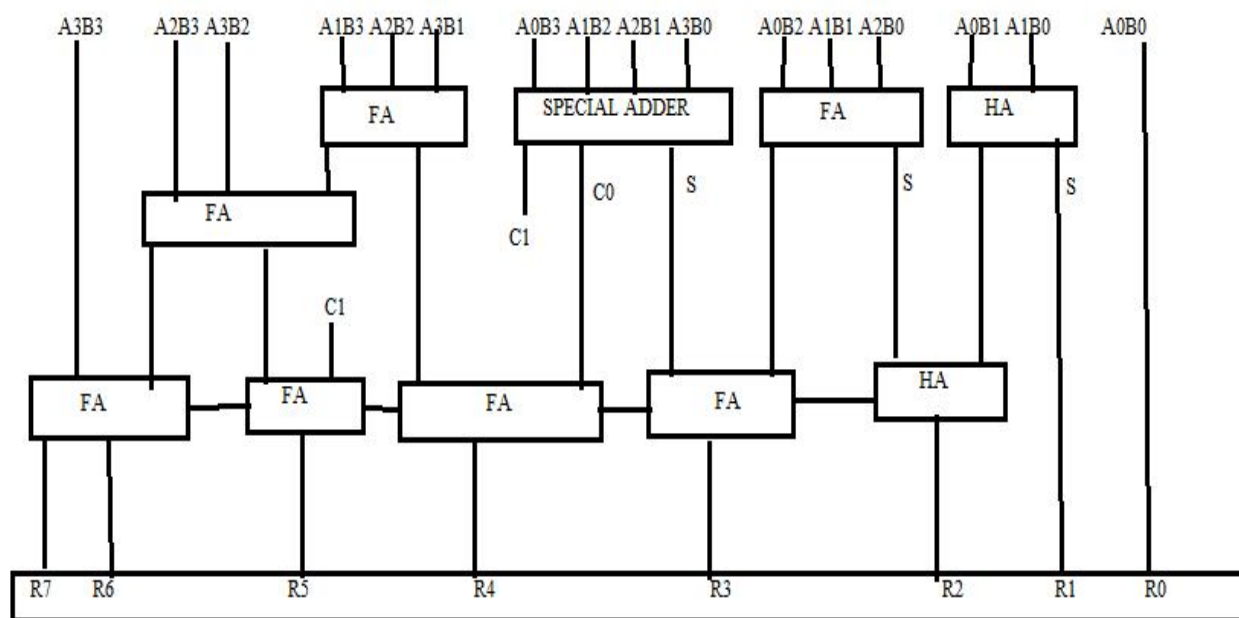 A3B3 A2B3 A3B2 A1B3 A2B2 A3B1 A0B3 A1B2 A2B1 A3B0 A0B2 A1B1 A2B0 A0B1 A1B0 A0B0
FA SPECIAL ADDER FA HA
C0 S S S
FA
C1
C1
FA FA FA FA HA
R7 R6 R5 R4 R3 R2 R1 R0